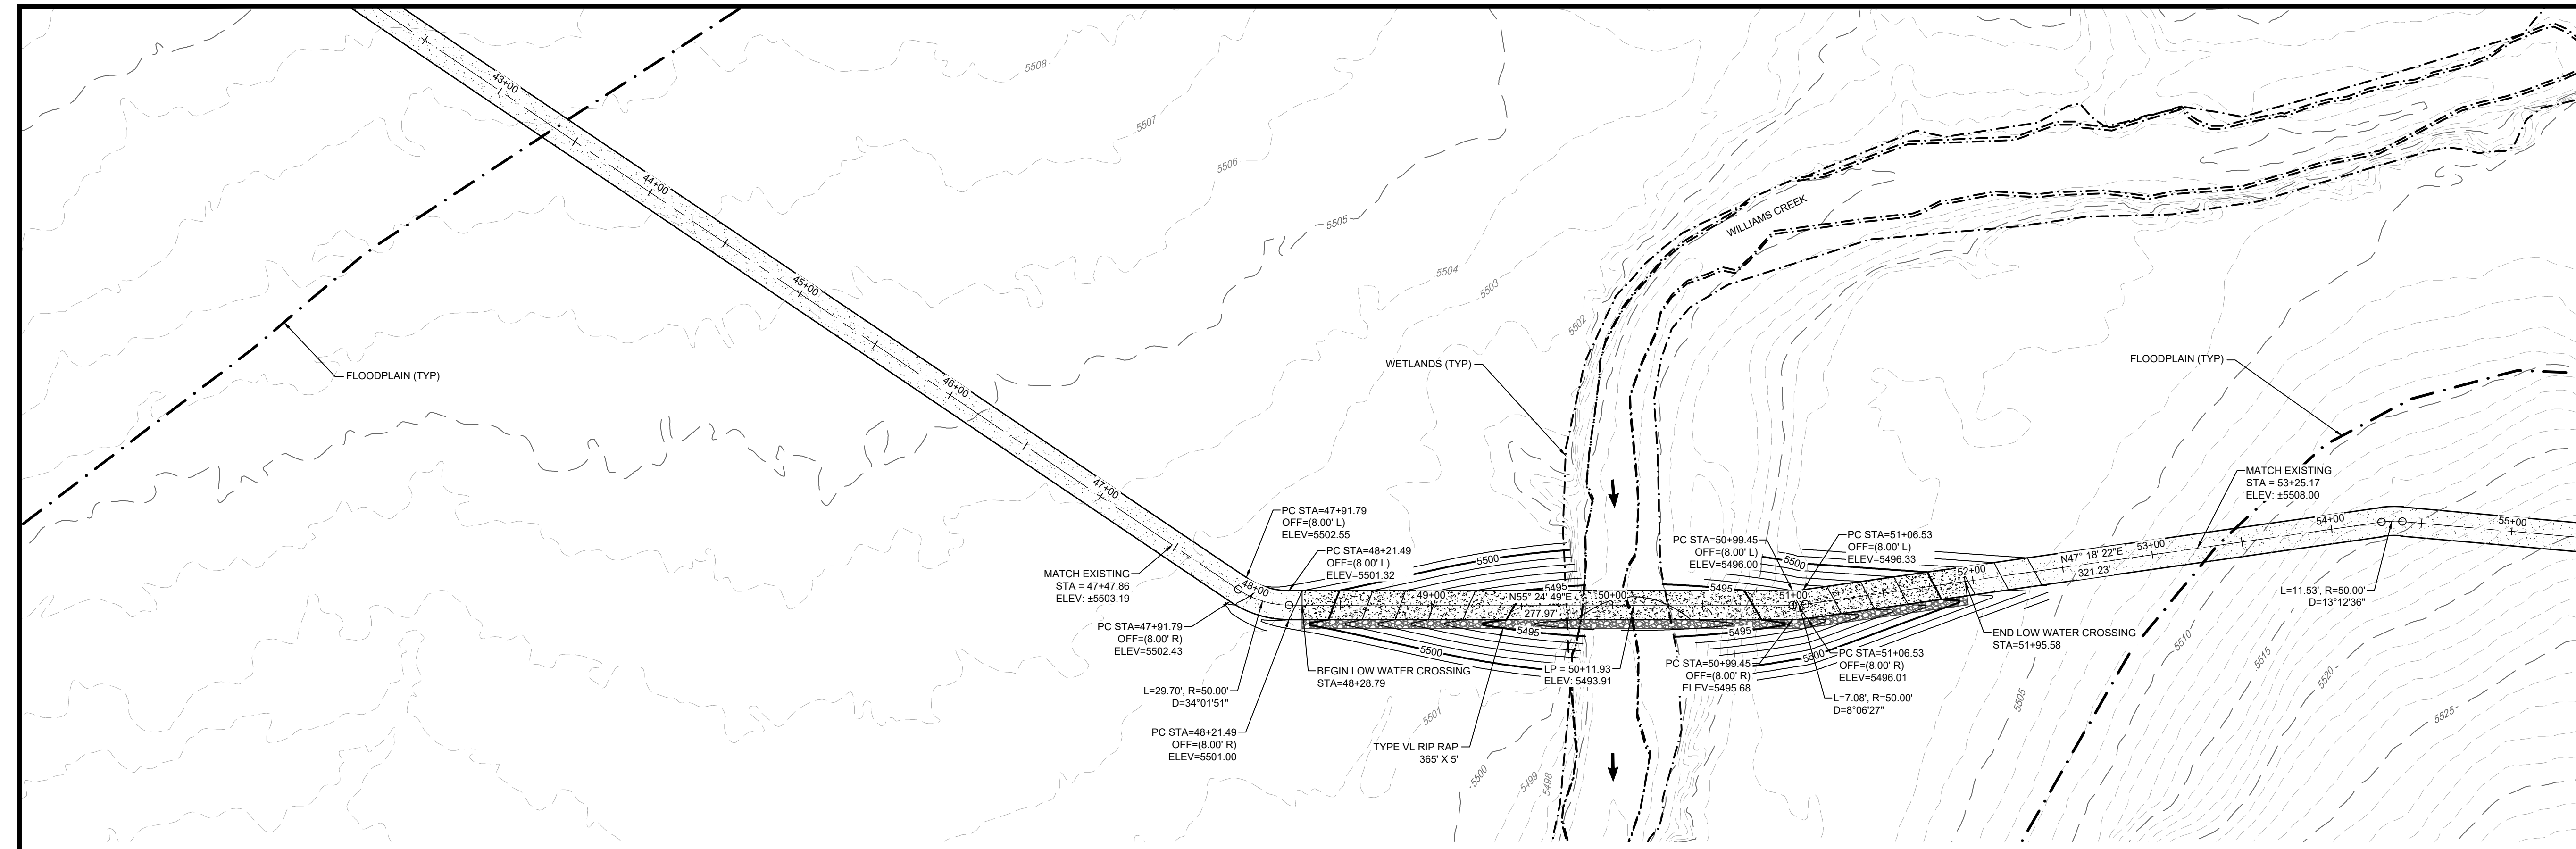 43+00
44+00
45+00
46+00
47+00
48+00
49+00
50+00
51+00
52+00
53+00
54+00
55+00
5508
5507
5506
5505
5504
5503
5502
WILLIAMS CREEK
FLOODPLAIN (TYP)
WETLANDS (TYP)
FLOODPLAIN (TYP)
MATCH EXISTING
STA = 53+25.17
ELEV: ±5508.00
PC STA=47+91.79
OFF=(8.00' L)
ELEV=5502.55
PC STA=48+21.49
OFF=(8.00' L)
ELEV=5501.32
MATCH EXISTING
STA = 47+47.86
ELEV: ±5503.19
PC STA=47+91.79
OFF=(8.00' R)
ELEV=5502.43
L=29.70', R=50.00'
D=34°01'51"
PC STA=48+21.49
OFF=(8.00' R)
ELEV=5501.00
BEGIN LOW WATER CROSSING
STA=48+28.79
TYPE VL RIP RAP
365' X 5'
N55° 24' 49"E
277.97'
LP = 50+11.93
ELEV: 5493.91
PC STA=50+99.45
OFF=(8.00' L)
ELEV=5496.00
PC STA=51+06.53
OFF=(8.00' L)
ELEV=5496.33
PC STA=50+99.45
OFF=(8.00' R)
ELEV=5495.68
PC STA=51+06.53
OFF=(8.00' R)
ELEV=5496.01
L=7.08', R=50.00'
D=8°06'27"
END LOW WATER CROSSING
STA=51+95.58
N47° 18' 22"E
321.23'
L=11.53', R=50.00'
D=13°12'36"
5500
5495
5495
5500
5495
5500
5495
5500
5501
5500
5499
5498
5505
5510
5515
5520
5525